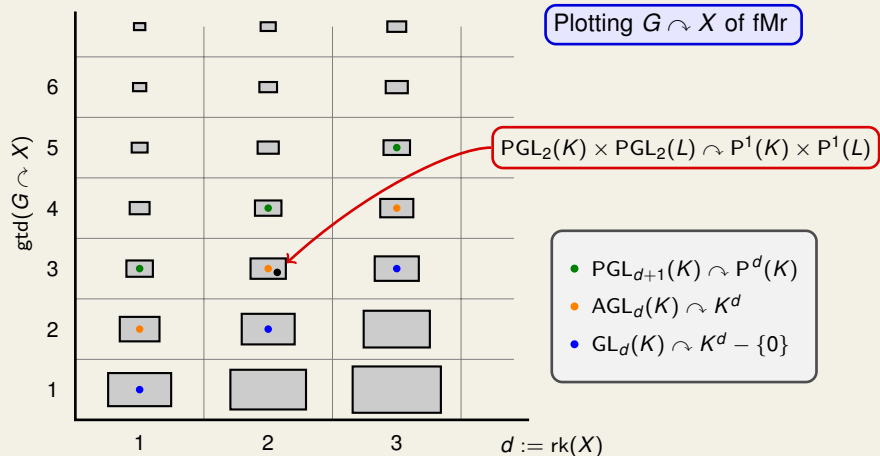 Plotting G ↷ X of fMr
6
5
PGL₂(K) × PGL₂(L) ↷ P¹(K) × P¹(L)
gtd(G ↷ X)
4
3
PGL_{d+1}(K) ↷ P^d(K)
AGL_d(K) ↷ K^d
2
GL_d(K) ↷ K^d − {0}
1
1 2 3 d := rk(X)